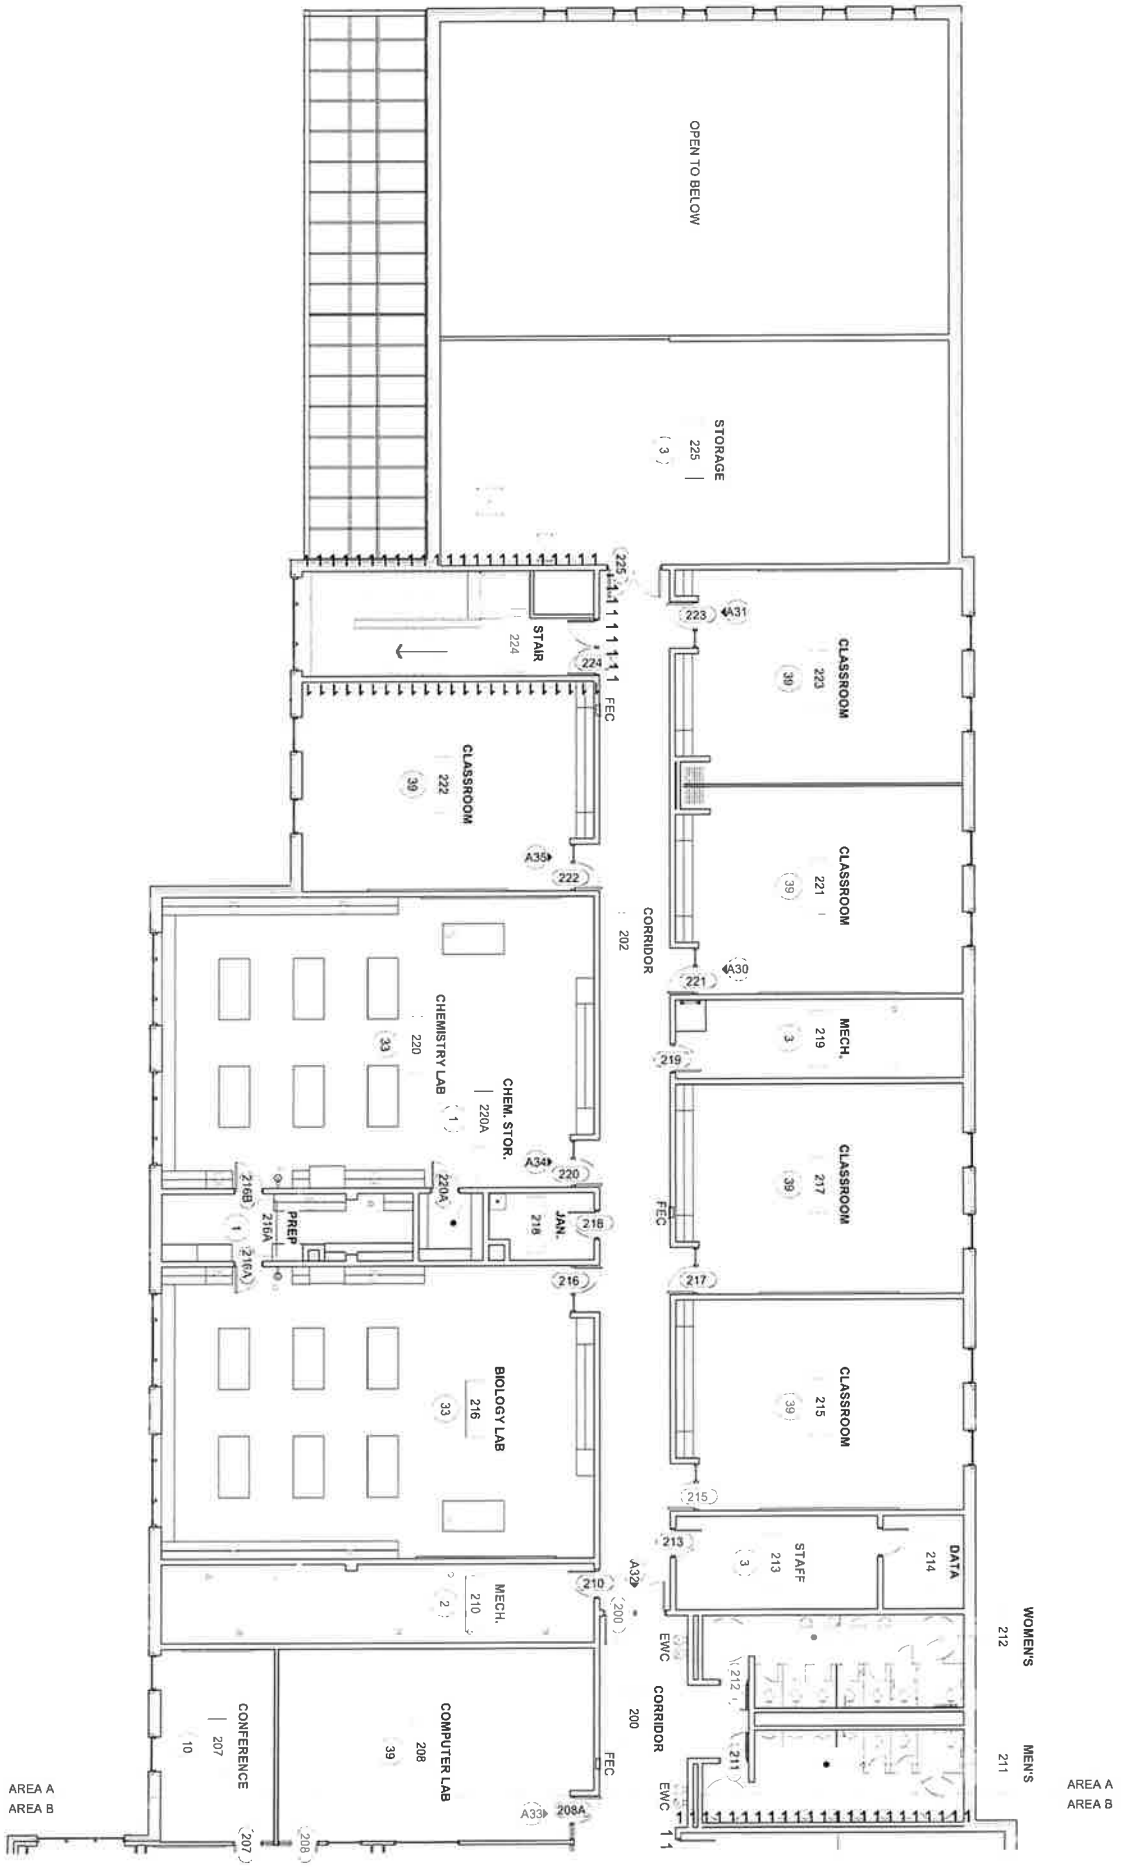 OPEN TO BELOW
STORAGE
225
3
225
STAIR
224
224
223
A31
CLASSROOM
223
39
FEC
CLASSROOM
222
39
A35
222
CLASSROOM
221
39
A30
221
CORRIDOR
202
MECH.
219
3
219
CHEMISTRY LAB
220
33
CHEM. STOR.
220A
1
A34
220
220A
216B
PREP
216A
1
216A
JAN.
218
218
216
CLASSROOM
217
39
FEC
217
CLASSROOM
215
39
215
BIOLOGY LAB
216
33
213
STAFF
213
3
DATA
214
MECH.
210
2
210
A32
200
WOMEN'S
212
212
EWC
CORRIDOR
200
MEN'S
211
211
EWC
FEC
CONFERENCE
207
10
207
COMPUTER LAB
208
39
208
A33
208A
AREA A
AREA B
AREA A
AREA B